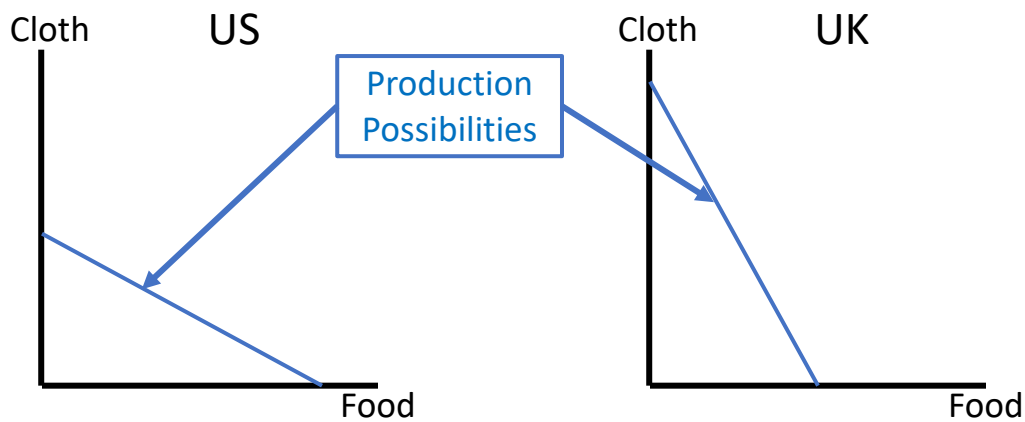 US
Cloth
Production
Possibilities
Food
UK
Cloth
Food